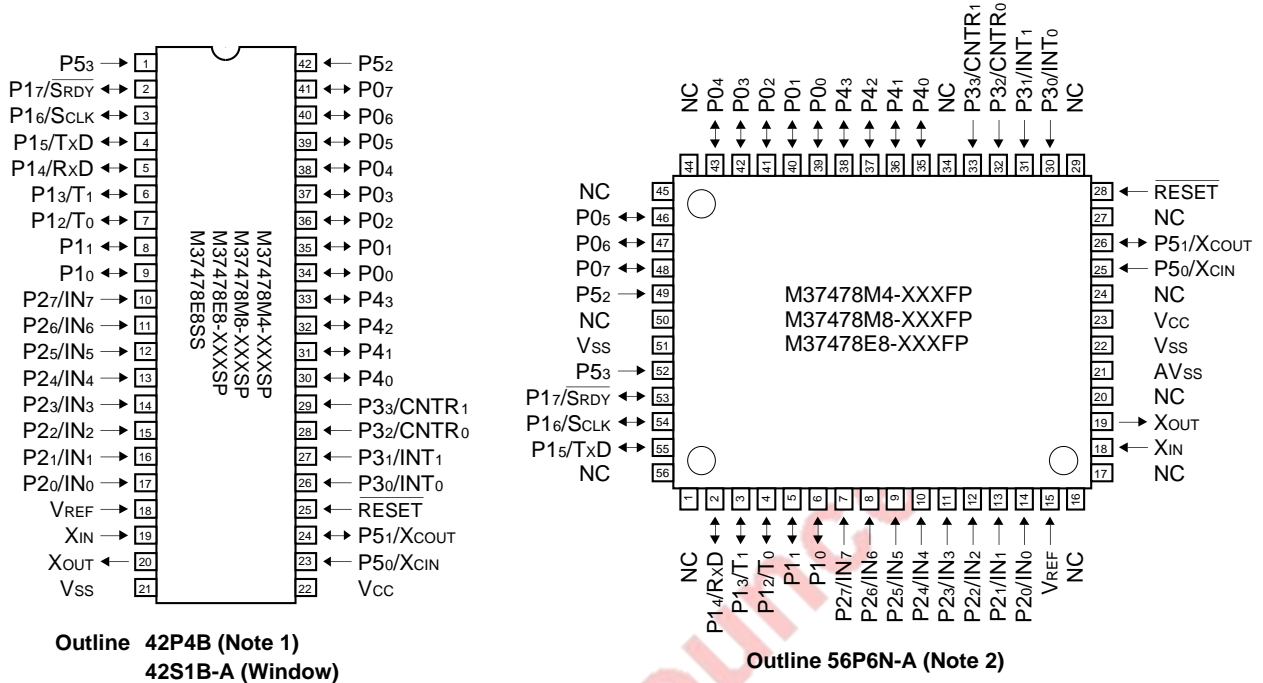 P53 1 42 P52
P17/SRDY 2 41 P07
P16/SCLK 3 40 P06
P15/TXD 4 39 P05
P14/RXD 5 38 P04
P13/T1 6 37 P03
P12/T0 7 36 P02
P11 8 35 P01
P10 9 34 P00
P27/IN7 10 33 P43
P26/IN6 11 32 P42
P25/IN5 12 31 P41
P24/IN4 13 30 P40
P23/IN3 14 29 P33/CNTR1
P22/IN2 15 28 P32/CNTR0
P21/IN1 16 27 P31/INT1
P20/IN0 17 26 P30/INT0
VREF 18 25 RESET
XIN 19 24 P51/XCOUT
XOUT 20 23 P50/XCIN
VSS 21 22 VCC
M37478M4-XXXSP
M37478M8-XXXSP
M37478E8-XXXSP
M37478E8SS
Outline 42P4B (Note 1)
42S1B-A (Window)
NC P04 P03 P02 P01 P00 P43 P42 P41 P40 NC P33/CNTR1 P32/CNTR0 P31/INT1 P30/INT0 NC
44 43 42 41 40 39 38 37 36 35 34 33 32 31 30 29
NC 45 28 RESET
P05 46 27 NC
P06 47 26 P51/XCOUT
P07 48 25 P50/XCIN
P52 49 24 NC
NC 50 23 VCC
VSS 51 22 VSS
P53 52 21 AVSS
P17/SRDY 53 20 NC
P16/SCLK 54 19 XOUT
P15/TXD 55 18 XIN
NC 56 17 NC
M37478M4-XXXFP
M37478M8-XXXFP
M37478E8-XXXFP
1 2 3 4 5 6 7 8 9 10 11 12 13 14 15 16
NC P14/RXD P13/T1 P12/T0 P11 P10 P27/IN7 P26/IN6 P25/IN5 P24/IN4 P23/IN3 P22/IN2 P21/IN1 P20/IN0 VREF NC
Outline 56P6N-A (Note 2)